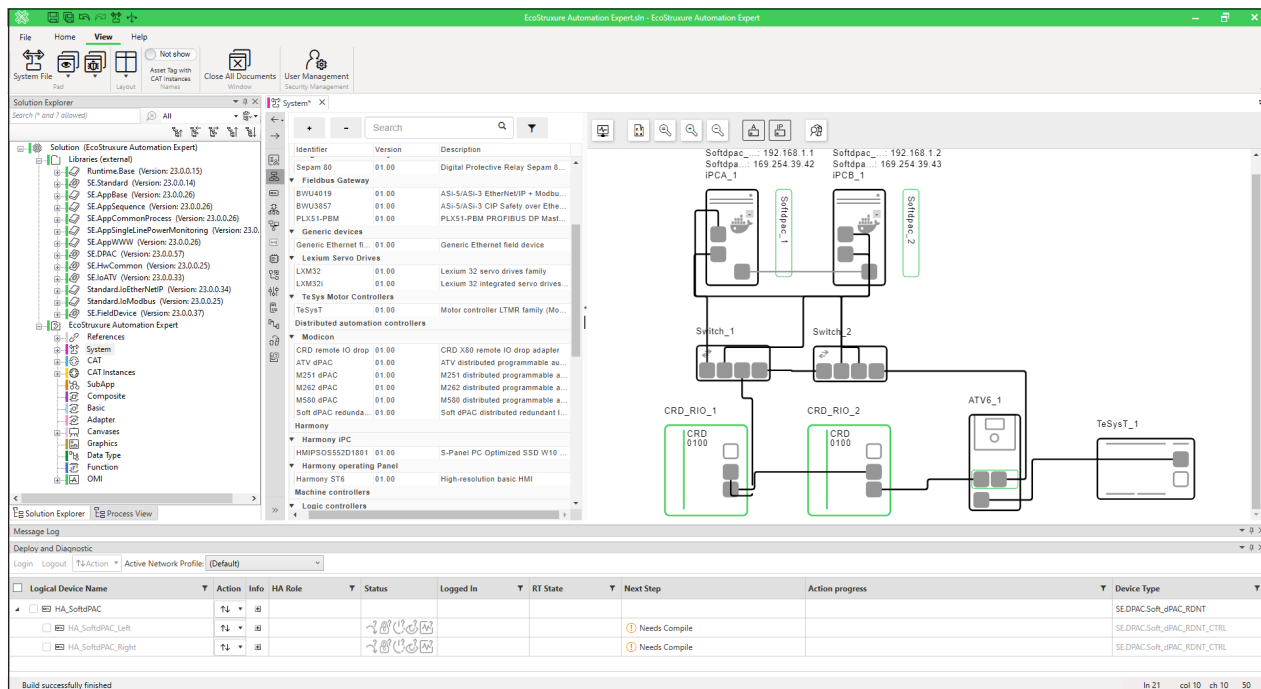 EcoStruxure Automation Expert.sln - EcoStruxure Automation Expert
File Home View Help
Not show
Asset Tag with
CAT Instances
Names
System File
Close All Documents
User Management
Pad
Layout
Window
Security Management
Solution Explorer
System*
Search (* and ? allowed)
All
Solution (EcoStruxure Automation Expert)
Libraries (external)
Runtime.Base (Version: 23.0.0.15)
SE.Standard (Version: 23.0.0.14)
SE.AppBase (Version: 23.0.0.26)
SE.AppSequence (Version: 23.0.0.26)
SE.AppCommonProcess (Version: 23.0.0.26)
SE.AppSingleLinePowerMonitoring (Version: 23.0.
SE.AppWWW (Version: 23.0.0.26)
SE.DPAC (Version: 23.0.0.57)
SE.HwCommon (Version: 23.0.0.25)
SE.IoATV (Version: 23.0.0.33)
Standard.IoEtherNetIP (Version: 23.0.0.34)
Standard.IoModbus (Version: 23.0.0.25)
SE.FieldDevice (Version: 23.0.0.37)
EcoStruxure Automation Expert
References
System
CAT
CAT Instances
SubApp
Composite
Basic
Adapter
Canvases
Graphics
Data Type
Function
OMI
Solution Explorer Process View
+ - Search
Identifier Version Description
Sepam 80 01.00 Digital Protective Relay Sepam 8...
Fieldbus Gateway
BWU4019 01.00 ASi-5/ASi-3 EtherNet/IP + Modbu...
BWU3857 01.00 ASi-5/ASi-3 CIP Safety over Ethe...
PLX51-PBM 01.00 PLX51-PBM PROFIBUS DP Mast...
Generic devices
Generic Ethernet fi... 01.00 Generic Ethernet field device
Lexium Servo Drives
LXM32 01.00 Lexium 32 servo drives family
LXM32i 01.00 Lexium 32 integrated servo drives...
TeSys Motor Controllers
TeSysT 01.00 Motor controller LTMR family (Mo...
Distributed automation controllers
Modicon
CRD remote IO drop 01.00 CRD X80 remote IO drop adapter
ATV dPAC 01.00 ATV distributed programmable au...
M251 dPAC 01.00 M251 distributed programmable a...
M262 dPAC 01.00 M262 distributed programmable a...
M580 dPAC 01.00 M580 distributed programmable a...
Soft dPAC redunda... 01.00 Soft dPAC distributed redundant l...
Harmony
Harmony iPC
HMIPSOS552D1801 01.00 S-Panel PC Optimized SSD W10 ...
Harmony operating Panel
Harmony ST6 01.00 High-resolution basic HMI
Machine controllers
Logic controllers
A IP
Softdpac_...: 192.168.1.1 Softdpac_...: 192.168.1.2
Softdpa...: 169.254.39.42 Softdpa...: 169.254.39.43
iPCA_1 iPCB_1
Softdpac_1
Softdpac_2
Switch_1 Switch_2
CRD_RIO_1 CRD_RIO_2 ATV6_1
TeSysT_1
CRD
0100
CRD
0100
Message Log
Deploy and Diagnostic
Login Logout Action Active Network Profile: (Default)
Logical Device Name Action Info HA Role Status Logged In RT State Next Step Action progress Device Type
HA_SoftdPAC SE.DPAC.Soft_dPAC_RDNT
HA_SoftdPAC_Left Needs Compile SE.DPAC.Soft_dPAC_RDNT_CTRL
HA_SoftdPAC_Right Needs Compile SE.DPAC.Soft_dPAC_RDNT_CTRL
Build successfully finished ln 21 col 10 ch 10 50